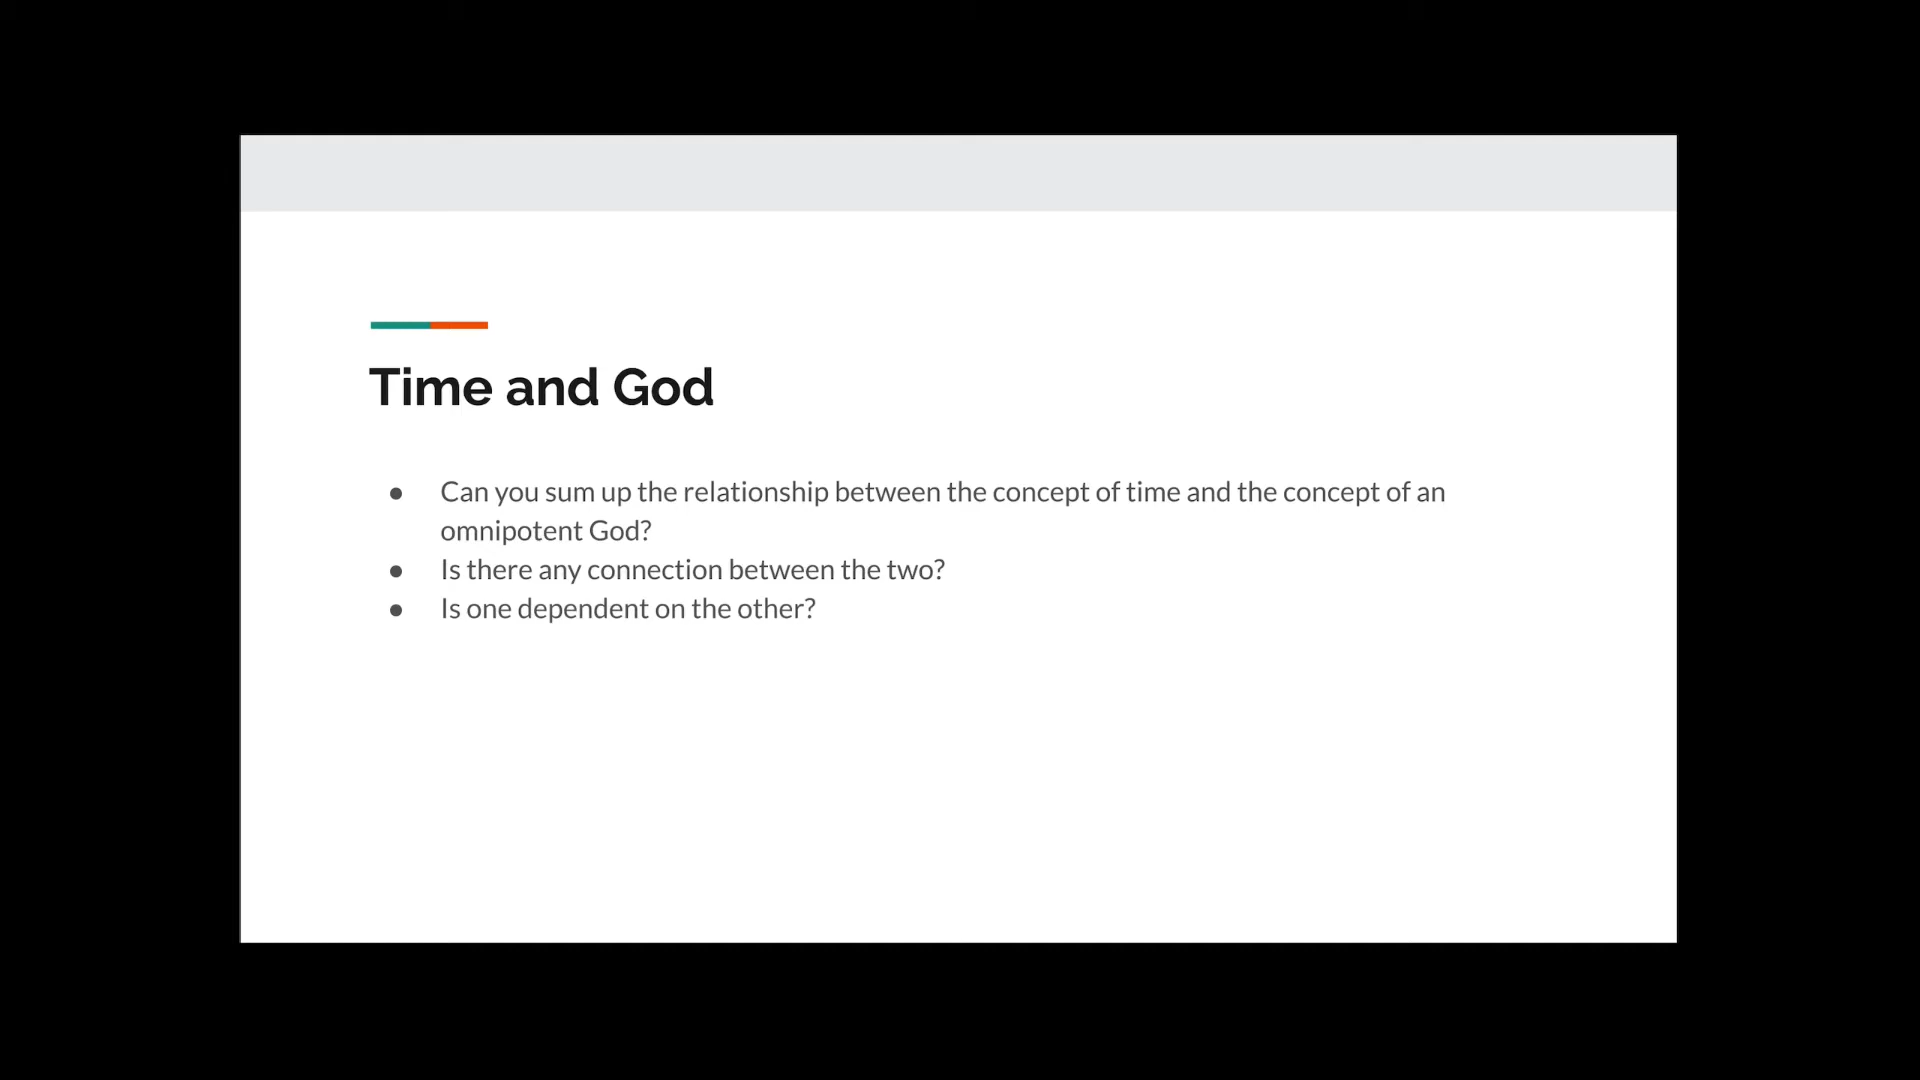 Time and God
● Can you sum up the relationship between the concept of time and the concept of an
omnipotent God?
● Is there any connection between the two?
● Is one dependent on the other?